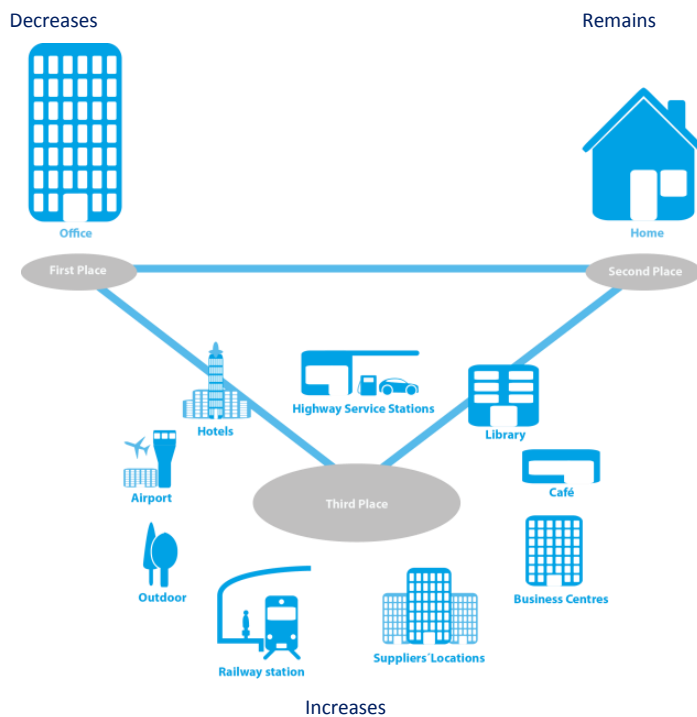 Decreases
Remains
Office
Home
First Place
Second Place
Highway Service Stations
Hotels
Library
Airport
Café
Third Place
Outdoor
Business Centres
Suppliers´Locations
Railway station
Increases